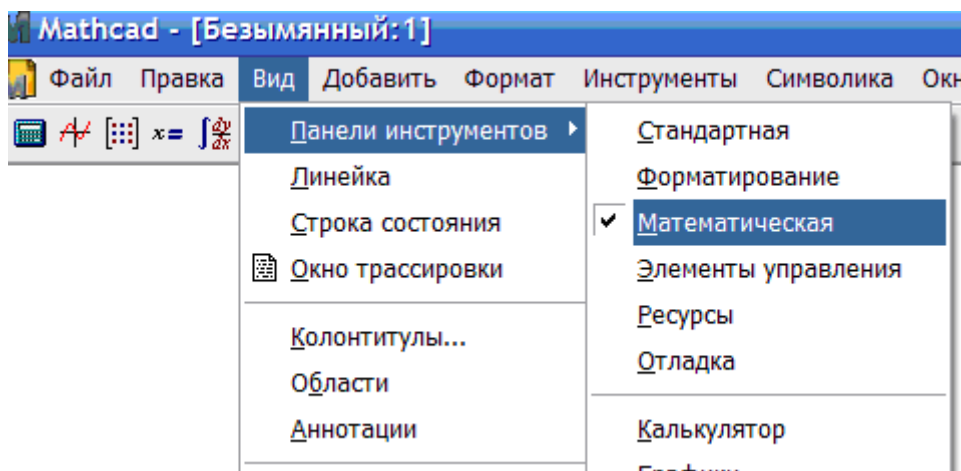 Mathcad - [Безымянный:1]
Файл Правка Вид Добавить Формат Инструменты Символика
x=
Панели инструментов
Линейка
Строка состояния
Окно трассировки
Колонтитулы...
Области
Аннотации
Стандартная
Форматирование
Математическая
Элементы управления
Ресурсы
Отладка
Калькулятор